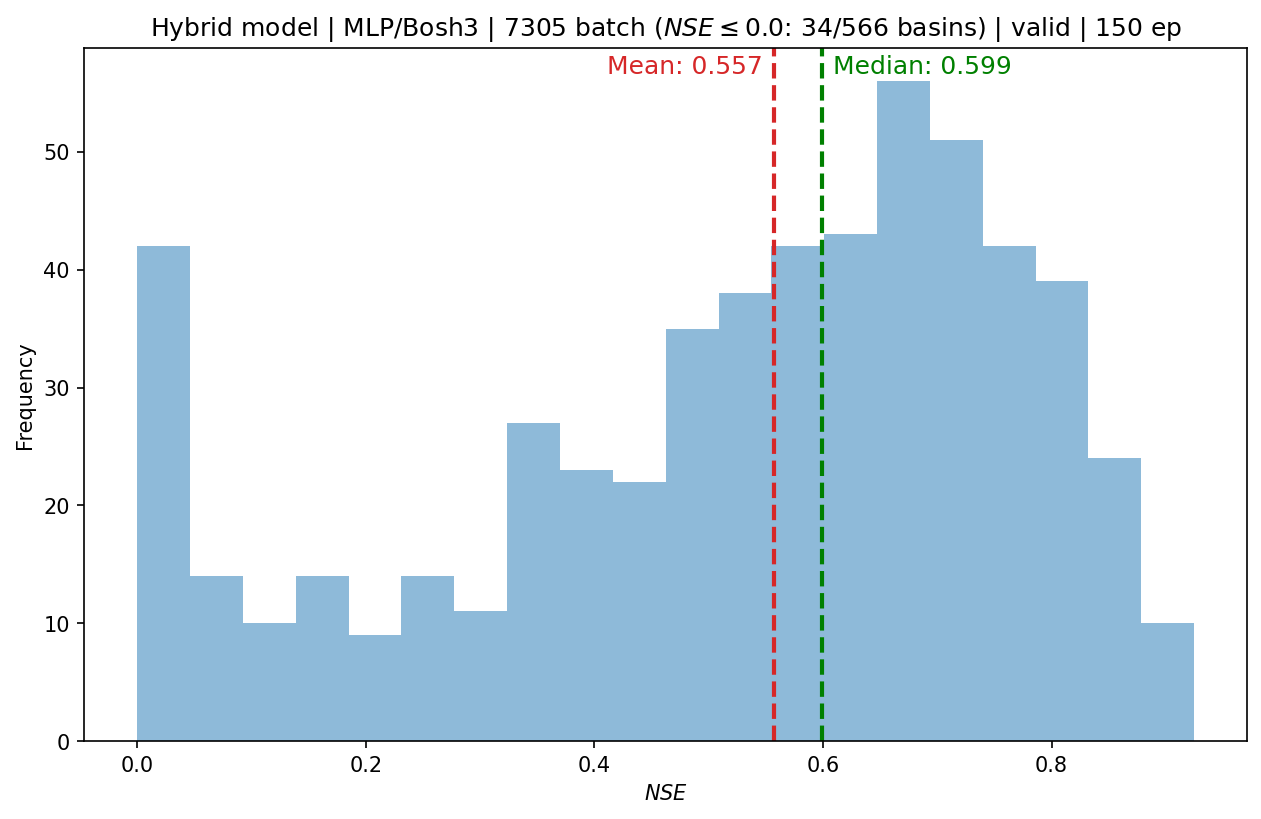 Hybrid model | MLP/Bosh3 | 7305 batch (NSE ≤ 0.0: 34/566 basins) | valid | 150 ep
Mean: 0.557
Median: 0.599
Frequency
50
40
30
20
10
0
0.0
0.2
0.4
0.6
0.8
NSE